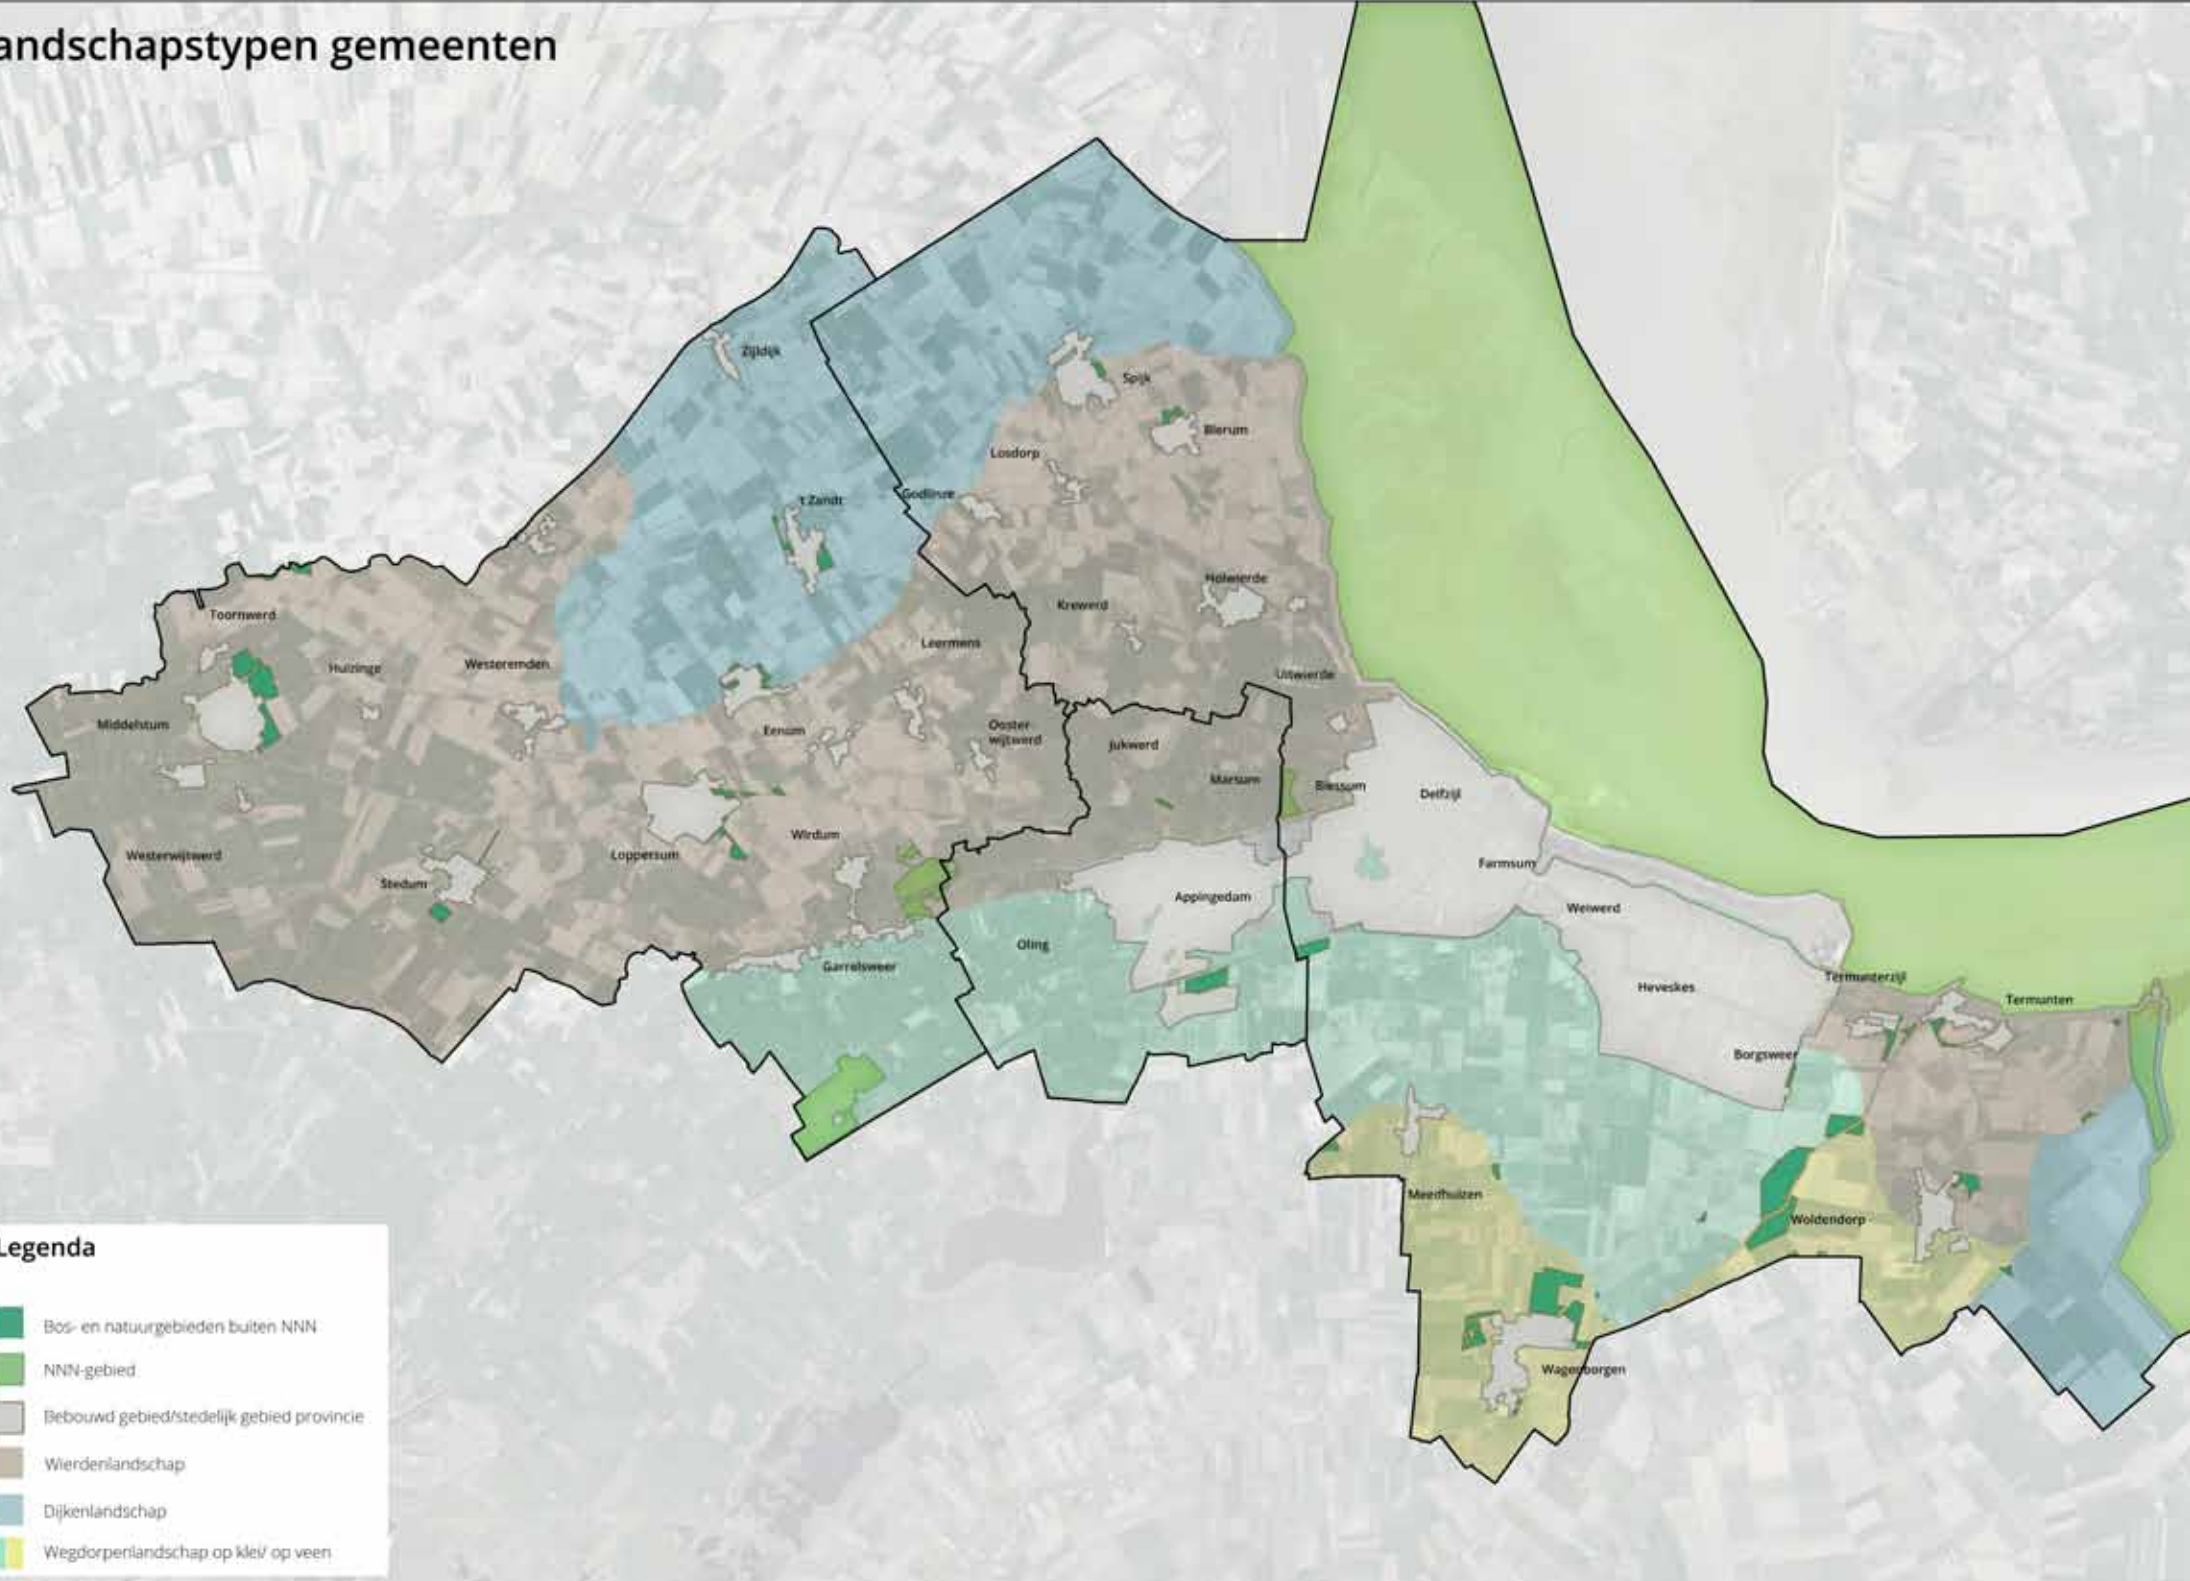 andschapstypen gemeenten
Zijldijk
Spijk
Bierum
Losdorp
Godlinze
't Zandt
Holwierde
Krewerd
Toornwerd
Leermens
Huizinge
Westeremden
Uitwierde
Middelstum
Eenum
Ooster-
wijtwerd
Jukwerd
Marsum
Biessum
Delfzijl
Wirdum
Loppersum
Westerwijtwerd
Stedum
Farmsum
Appingedam
Weiwerd
Oling
Garrelsweer
Heveskes
Termunterzijl
Termunten
Borgsweer
Meedhuizen
Woldendorp
Wagenborgen
Legenda
Bos- en natuurgebieden buiten NNN
NNN-gebied
Bebouwd gebied/stedelijk gebied provincie
Wierdenlandschap
Dijkenlandschap
Wegdorpenlandschap op klei/ op veen